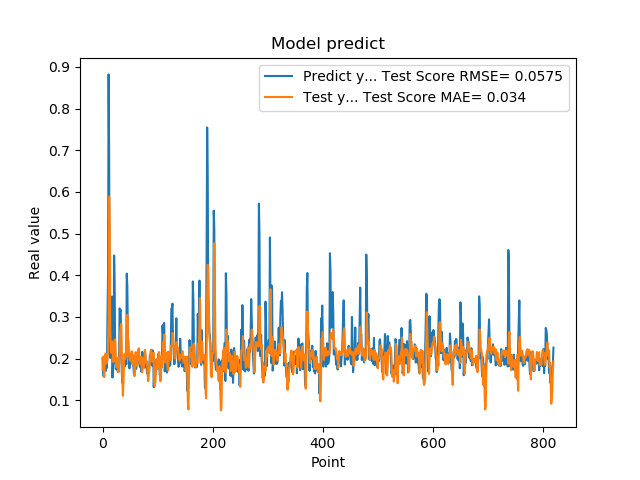 Model predict
Predict y... Test Score RMSE= 0.0575
Test y... Test Score MAE= 0.034
Real value
0.9
0.8
0.7
0.6
0.5
0.4
0.3
0.2
0.1
0 200 400 600 800
Point